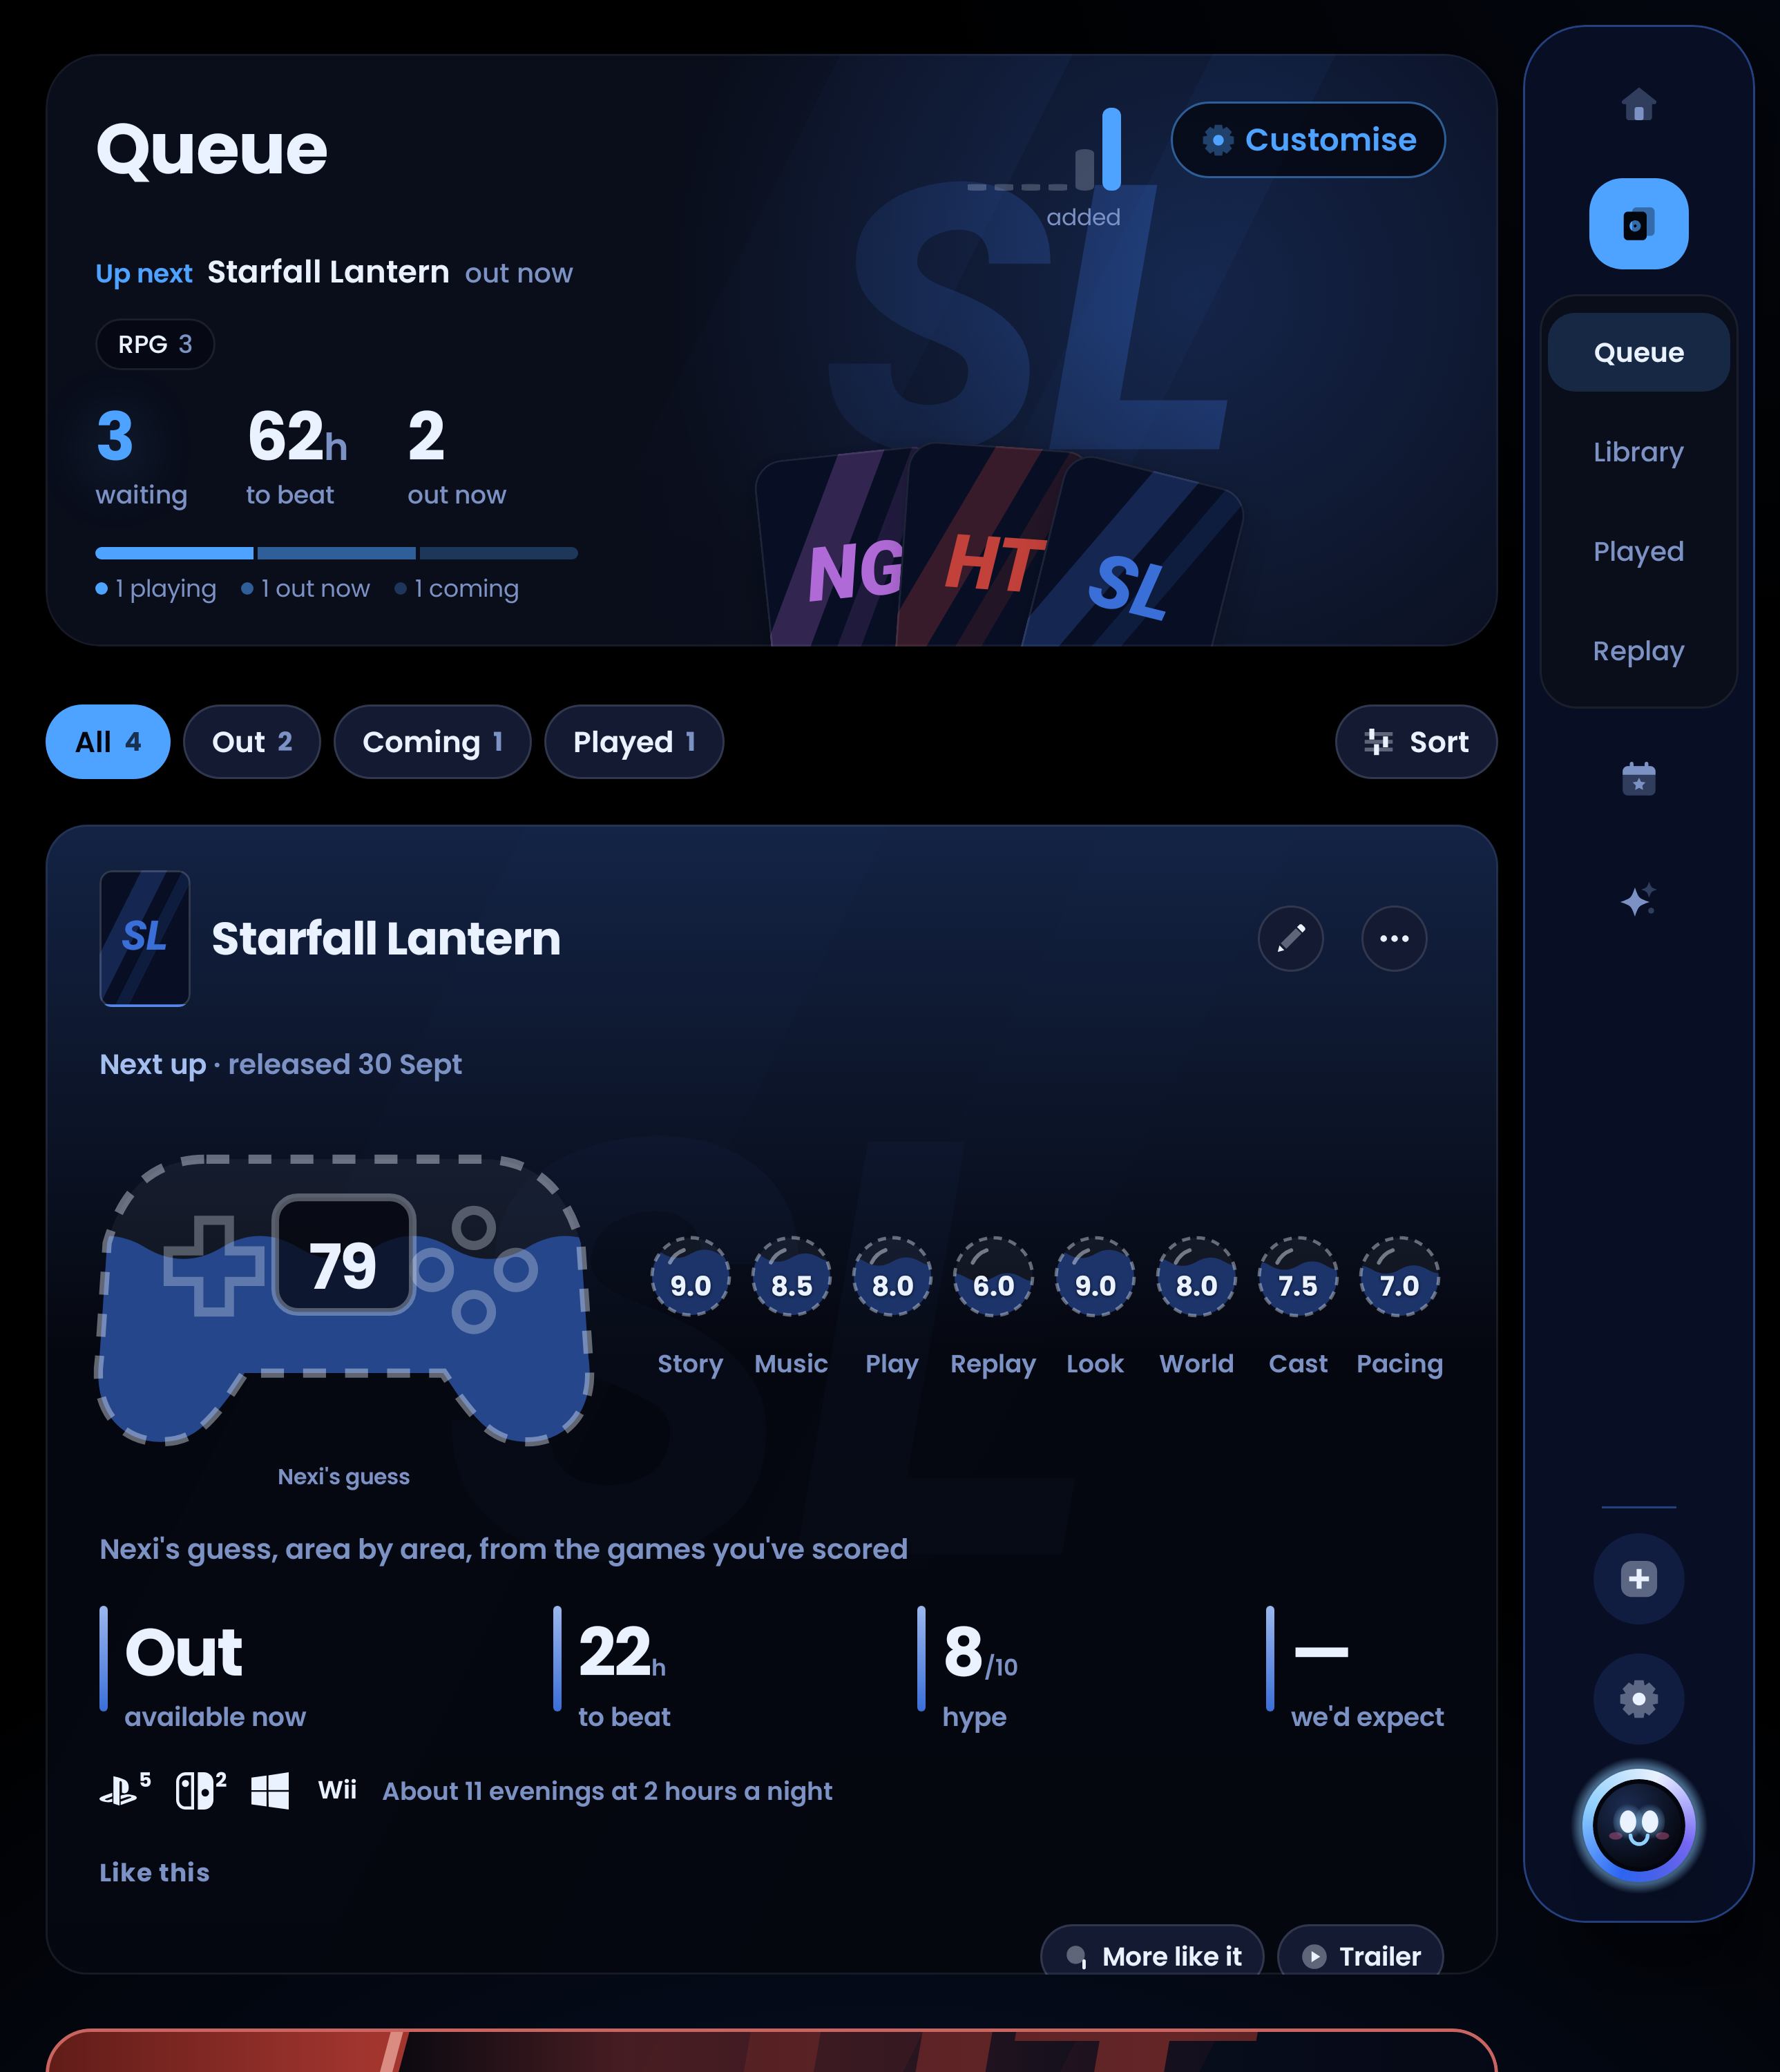 Queue
Customise
added
Up next Starfall Lantern out now
RPG 3
SL
3 62h 2
waiting to beat out now
1 playing 1 out now 1 coming
NG HT SL
All 4 Out 2 Coming 1 Played 1 Sort
SL Starfall Lantern
Next up · released 30 Sept
SL
79
9.0 8.5 8.0 6.0 9.0 8.0 7.5 7.0
Story Music Play Replay Look World Cast Pacing
Nexi's guess
Nexi's guess, area by area, from the games you've scored
Out 22h 8/10 —
available now to beat hype we'd expect
5 2 Wii About 11 evenings at 2 hours a night
Like this
More like it Trailer
Queue
Library
Played
Replay